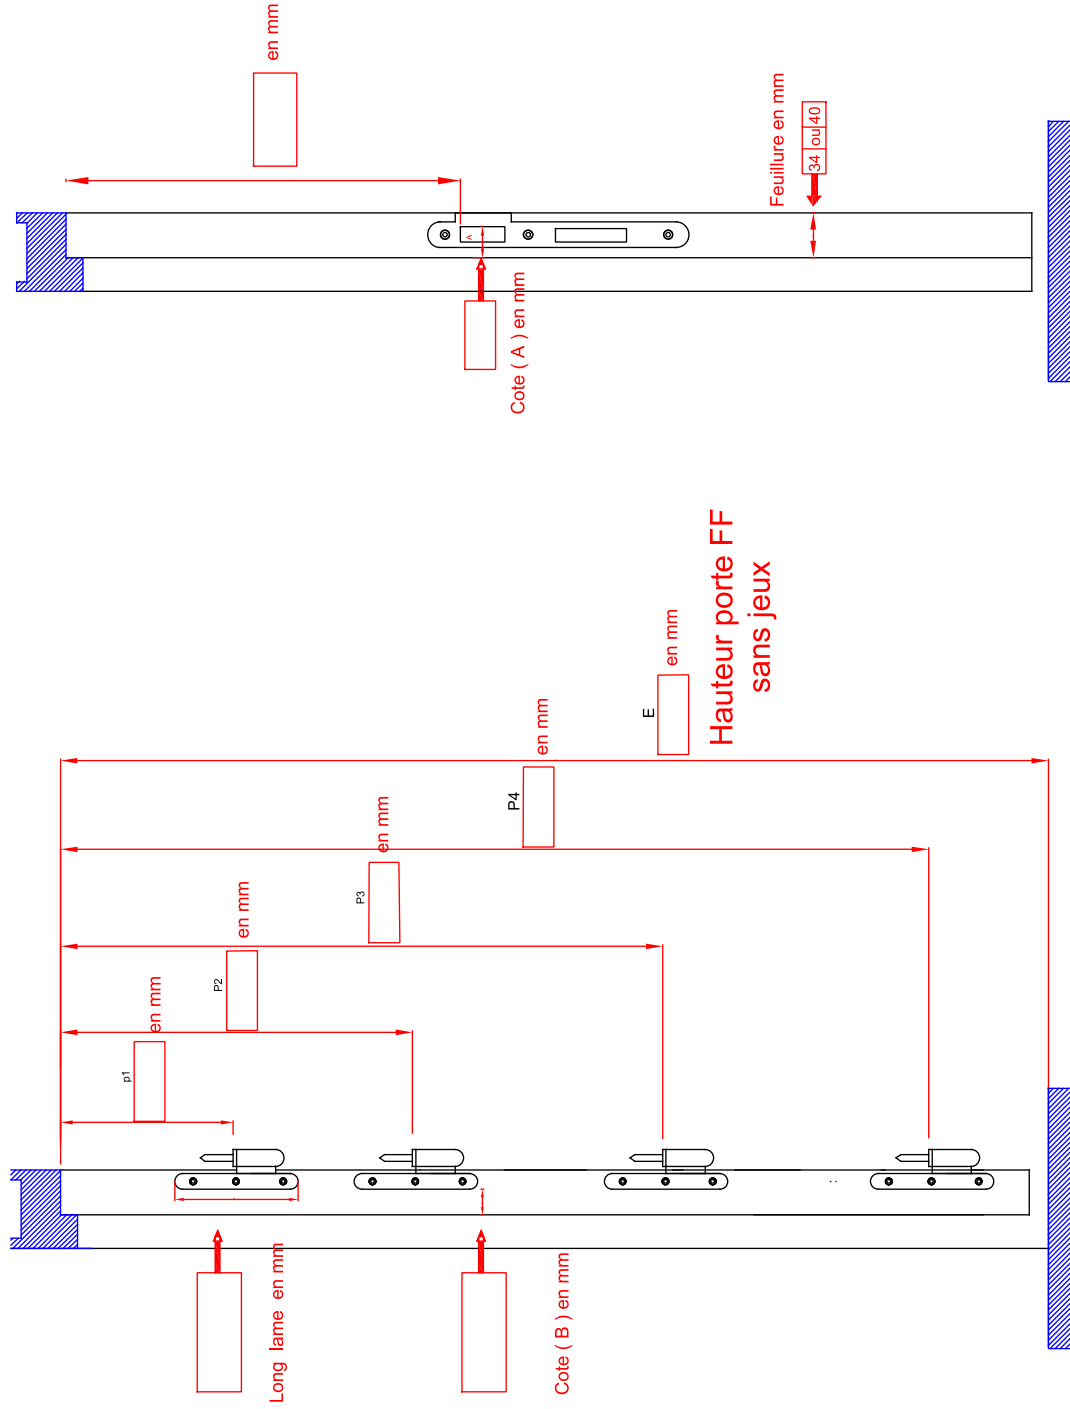 en mm
Feuillure en mm
34 ou 40
A
Cote ( A ) en mm
Hauteur porte FF
sans jeux
en mm
E
en mm
P4
en mm
P3
en mm
P2
en mm
p1
Long lame en mm
Cote ( B ) en mm